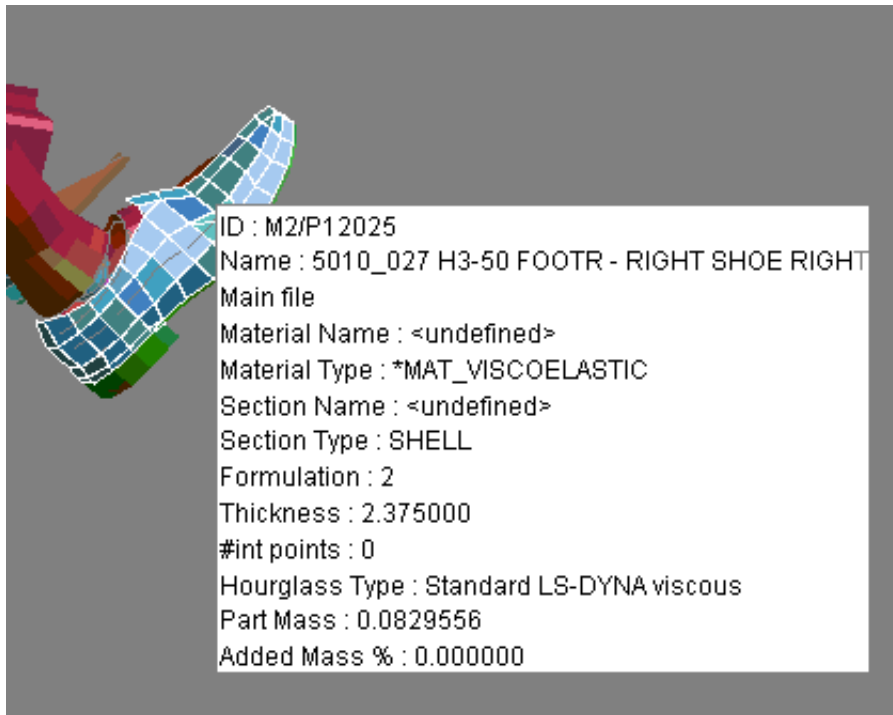 ID : M2/P12025
Name : 5010_027 H3-50 FOOTR - RIGHT SHOE RIGHT
Main file
Material Name : <undefined>
Material Type : *MAT_VISCOELASTIC
Section Name : <undefined>
Section Type : SHELL
Formulation : 2
Thickness : 2.375000
#int points : 0
Hourglass Type : Standard LS-DYNA viscous
Part Mass : 0.0829556
Added Mass % : 0.000000